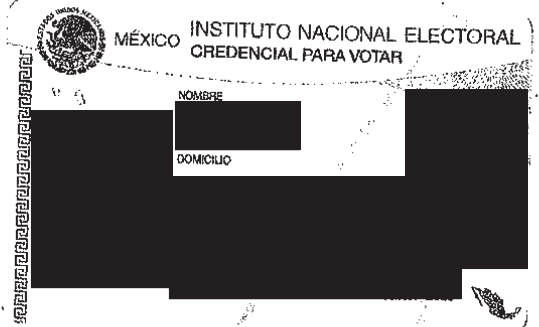 MÉXICO INSTITUTO NACIONAL ELECTORAL
CREDENCIAL PARA VOTAR
NOMBRE
DOMICILIO